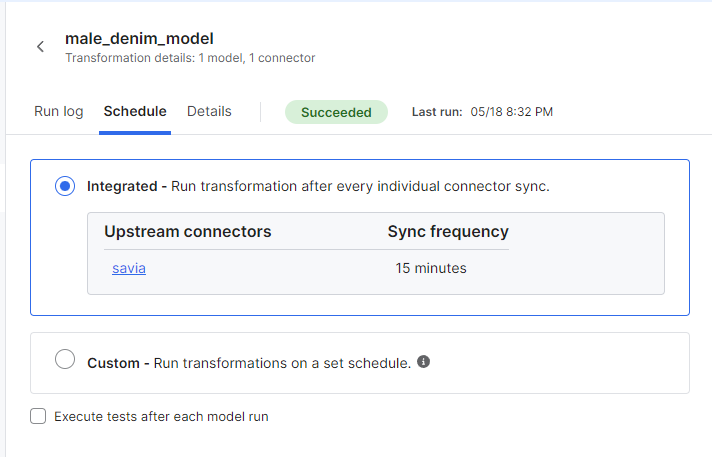 male_denim_model
Transformation details: 1 model, 1 connector
Run log Schedule Details Succeeded Last run: 05/18 8:32 PM
Integrated - Run transformation after every individual connector sync.
Upstream connectors Sync frequency
savia 15 minutes
Custom - Run transformations on a set schedule.
Execute tests after each model run